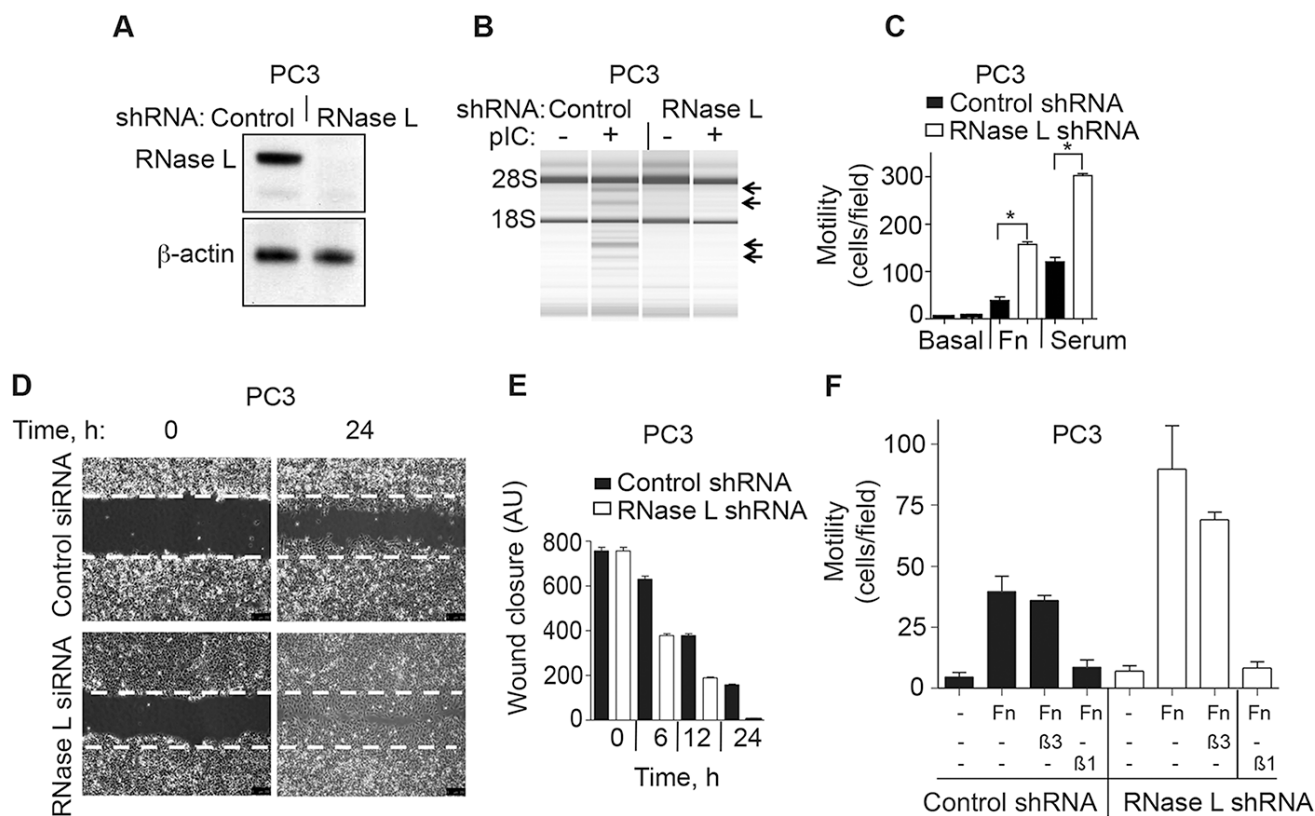 A
PC3
shRNA: Control RNase L
RNase L
β-actin
B
PC3
shRNA: Control RNase L
pIC: - + - +
28S
18S
C
PC3
Control shRNA
RNase L shRNA
Motility
(cells/field)
300
200
100
0
* *
Basal Fn Serum
D
PC3
Time, h: 0 24
Control siRNA
RNase L siRNA
E
PC3
Control shRNA
RNase L shRNA
Wound closure (AU)
800
600
400
200
0
0 6 12 24
Time, h
F
PC3
Motility
(cells/field)
100
75
50
25
0
- Fn Fn Fn - Fn Fn Fn
- - ß3 - - - ß3 -
- - - ß1 - - - ß1
Control shRNA RNase L shRNA